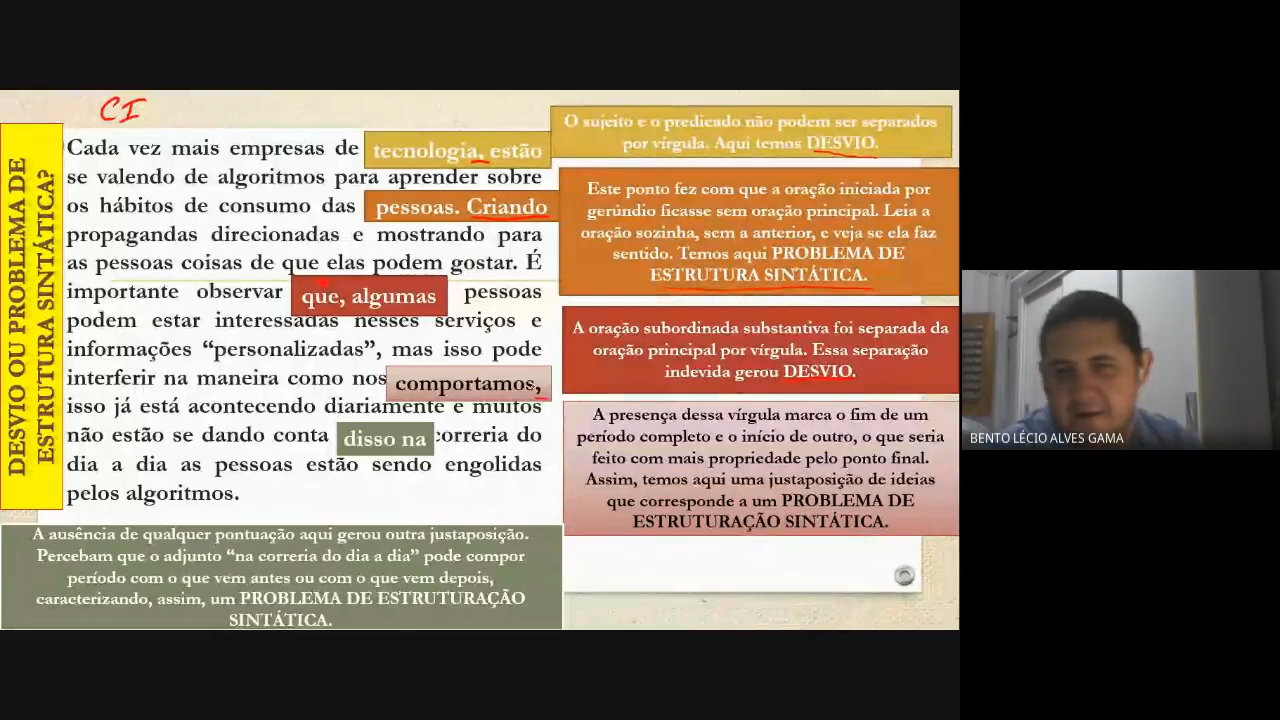 CI
DESVIO OU PROBLEMA DE
ESTRUTURA SINTÁTICA?
Cada vez mais empresas de tecnologia, estão
se valendo de algoritmos para aprender sobre
os hábitos de consumo das pessoas. Criando
propagandas direcionadas e mostrando para
as pessoas coisas de que elas podem gostar. É
importante observar que, algumas pessoas
podem estar interessadas nesses serviços e
informações “personalizadas”, mas isso pode
interferir na maneira como nos comportamos,
isso já está acontecendo diariamente e muitos
não estão se dando conta disso na correria do
dia a dia as pessoas estão sendo engolidas
pelos algoritmos.
O sujeito e o predicado não podem ser separados
por vírgula. Aqui temos DESVIO.
Este ponto fez com que a oração iniciada por
gerúndio ficasse sem oração principal. Leia a
oração sozinha, sem a anterior, e veja se ela faz
sentido. Temos aqui PROBLEMA DE
ESTRUTURA SINTÁTICA.
A oração subordinada substantiva foi separada da
oração principal por vírgula. Essa separação
indevida gerou DESVIO.
A presença dessa vírgula marca o fim de um
período completo e o início de outro, o que seria
feito com mais propriedade pelo ponto final.
Assim, temos aqui uma justaposição de ideias
que corresponde a um PROBLEMA DE
ESTRUTURAÇÃO SINTÁTICA.
A ausência de qualquer pontuação aqui gerou outra justaposição.
Percebam que o adjunto “na correria do dia a dia” pode compor
período com o que vem antes ou com o que vem depois,
caracterizando, assim, um PROBLEMA DE ESTRUTURAÇÃO
SINTÁTICA.
BENTO LÉCIO ALVES GAMA